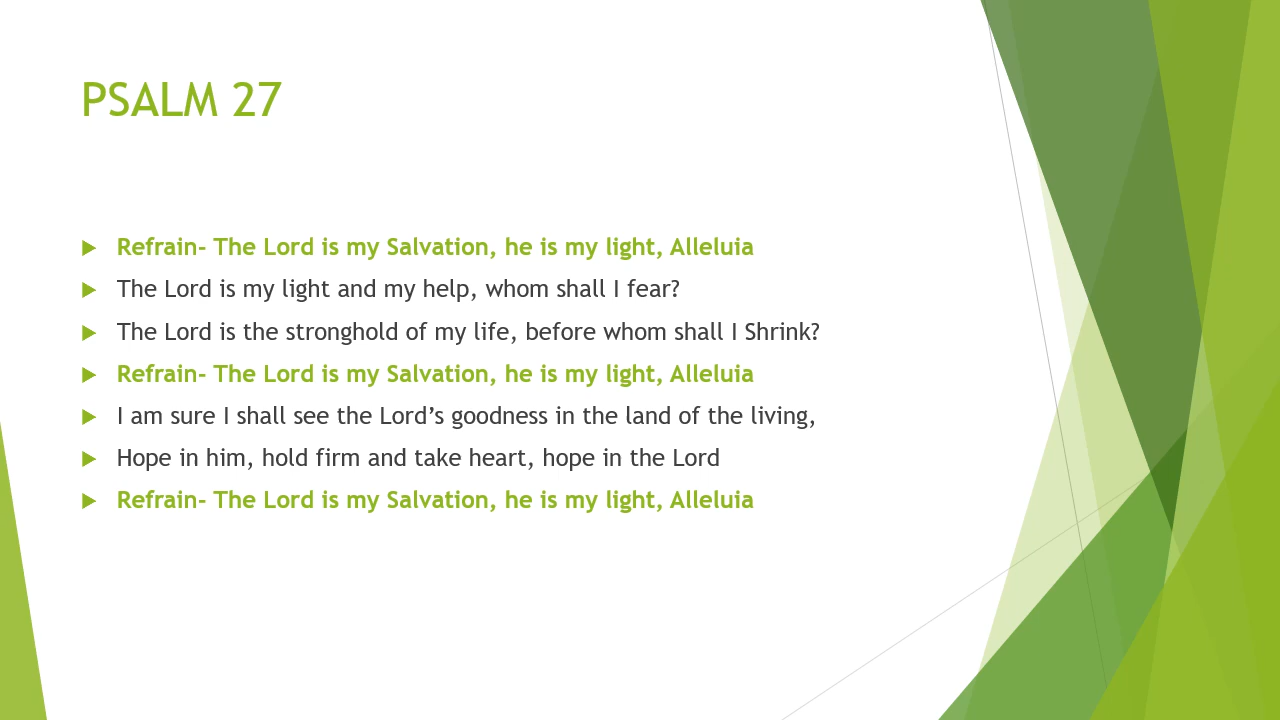 PSALM 27
Refrain- The Lord is my Salvation, he is my light, Alleluia
The Lord is my light and my help, whom shall I fear?
The Lord is the stronghold of my life, before whom shall I Shrink?
Refrain- The Lord is my Salvation, he is my light, Alleluia
I am sure I shall see the Lord’s goodness in the land of the living,
Hope in him, hold firm and take heart, hope in the Lord
Refrain- The Lord is my Salvation, he is my light, Alleluia